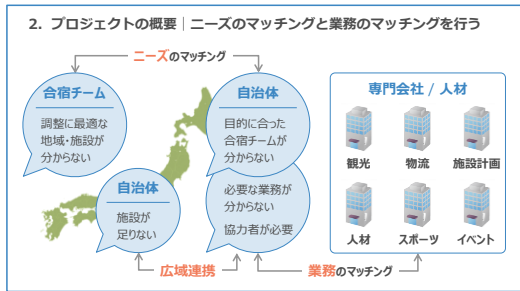 2. プロジェクトの概要｜ニーズのマッチングと業務のマッチングを行う
ニーズのマッチング
合宿チーム
調整に最適な
地域・施設が
分からない
自治体
目的に合った
合宿チームが
分からない
必要な業務が
分からない
協力者が必要
自治体
施設が
足りない
専門会社 / 人材
観光 物流 施設計画
人材 スポーツ イベント
広域連携
業務のマッチング